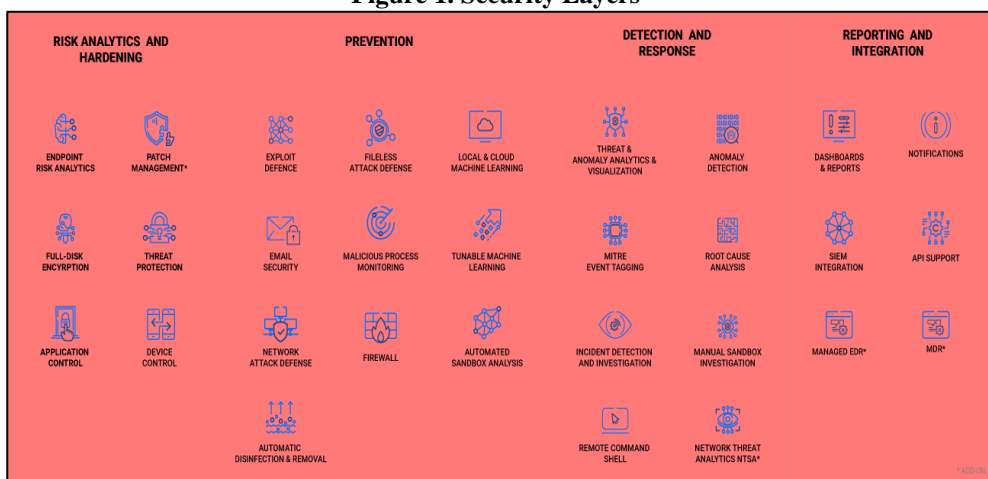 Figure 1. Security Layers
RISK ANALYTICS AND
HARDENING
PREVENTION
DETECTION AND
RESPONSE
REPORTING AND
INTEGRATION
ENDPOINT
RISK ANALYTICS
PATCH
MANAGEMENT*
EXPLOIT
DEFENCE
FILELESS
ATTACK DEFENSE
LOCAL & CLOUD
MACHINE LEARNING
THREAT &
ANOMALY ANALYTICS &
VISUALIZATION
ANOMALY
DETECTION
DASHBOARDS
& REPORTS
NOTIFICATIONS
FULL-DISK
ENCYRPTION
THREAT
PROTECTION
EMAIL
SECURITY
MALICIOUS PROCESS
MONITORING
TUNABLE MACHINE
LEARNING
MITRE
EVENT TAGGING
ROOT CAUSE
ANALYSIS
SIEM
INTEGRATION
API SUPPORT
APPLICATION
CONTROL
DEVICE
CONTROL
NETWORK
ATTACK DEFENSE
FIREWALL
AUTOMATED
SANDBOX ANALYSIS
INCIDENT DETECTION
AND INVESTIGATION
MANUAL SANDBOX
INVESTIGATION
MANAGED EDR*
MDR*
AUTOMATIC
DISINFECTION & REMOVAL
REMOTE COMMAND
SHELL
NETWORK THREAT
ANALYTICS NTSA*
* ADD-ON